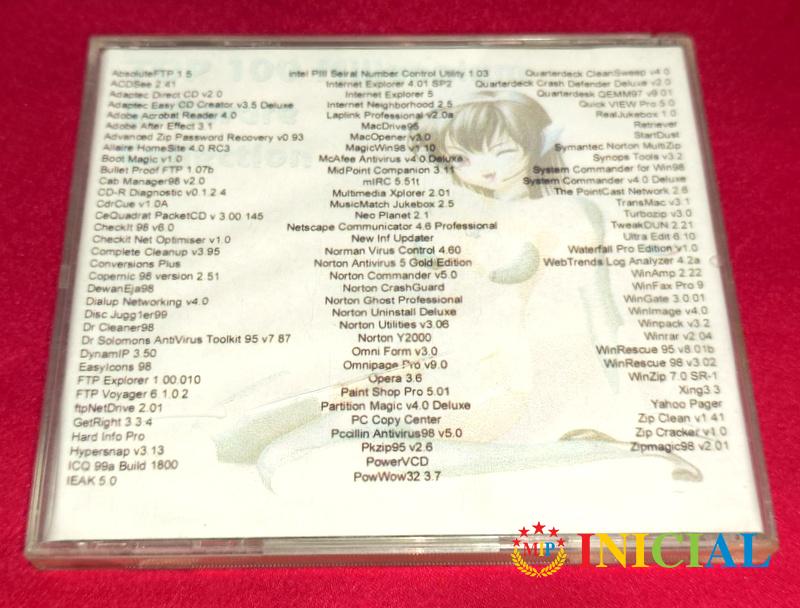 AbsoluteFTP 1.5
ACDSee 2.41
Adaptec Direct CD v2.0
Adaptec Easy CD Creator v3.5 Deluxe
Adobe Acrobat Reader 4.0
Adobe After Effect 3.1
Advanced Zip Password Recovery v0.93
Allaire HomeSite 4.0 RC3
Boot Magic v1.0
Bullet Proof FTP 1.07b
Cab Manager98 v2.0
CD-R Diagnostic v0.1.2.4
CdrCue v1.0A
CeQuadrat PacketCD v 3.00 145
CheckIt 98 v6.0
Checkit Net Optimiser v1.0
Complete Cleanup v3.95
Conversions Plus
Copernic 98 version 2.51
DewanEja98
Dialup Networking v4.0
Disc Jugg1er99
Dr Cleaner98
Dr Solomons AntiVirus Toolkit 95 v7.87
DynamIP 3.50
EasyIcons 98
FTP Explorer 1.00.010
FTP Voyager 6.1.0.2
ftpNetDrive 2.01
GetRight 3.3.4
Hard Info Pro
Hypersnap v3.13
ICQ 99a Build 1800
IEAK 5.0
intel PIII Seiral Number Control Utility 1.03
Internet Explorer 4.01 SP2
Internet Explorer 5
Internet Neighborhood 2.5
Laplink Professional v2.0a
MacDrive95
MacOpener v3.0
MagicWin98 v1.10
McAfee Antivirus v4.0 Deluxe
MidPoint Companion 3.11
mIRC 5.51t
Multimedia Xplorer 2.01
MusicMatch Jukebox 2.5
Neo Planet 2.1
Netscape Communicator 4.6 Professional
New Inf Updater
Norman Virus Control 4.60
Norton Antivirus 5 Gold Edition
Norton Commander v5.0
Norton CrashGuard
Norton Ghost Professional
Norton Uninstall Deluxe
Norton Utilities v3.06
Norton Y2000
Omni Form v3.0
Omnipage Pro v9.0
Opera 3.6
Paint Shop Pro 5.01
Partition Magic v4.0 Deluxe
PC Copy Center
Pccillin Antivirus98 v5.0
Pkzip95 v2.6
PowerVCD
PowWow32 3.7
Quarterdeck CleanSweep v4.0
Quarterdeck Crash Defender Deluxe v2.0
Quarterdeck QEMM97 v9.01
Quick VIEW Pro 5.0
RealJukebox 1.0
Retriever
StartDust
Symantec Norton MultiZip
Synops Tools v3.2
System Commander for Win98
System Commander v4.0 Deluxe
The PointCast Network 2.6
TransMac v3.1
Turbozip v3.0
TweakDUN 2.21
Ultra Edit 6.10
Waterfall Pro Edition v1.0
WebTrends Log Analyzer 4.2a
WinAmp 2.22
WinFax Pro 9
WinGate 3.0.01
WinImage v4.0
Winpack v3.2
Winrar v2.04
WinRescue 95 v8.01b
WinRescue 98 v3.02
WinZip 7.0 SR-1
Xing3.3
Yahoo Pager
Zip Clean v1.41
Zip Cracker v1.0
Zipmagic98 v2.01
MIP INICIAL